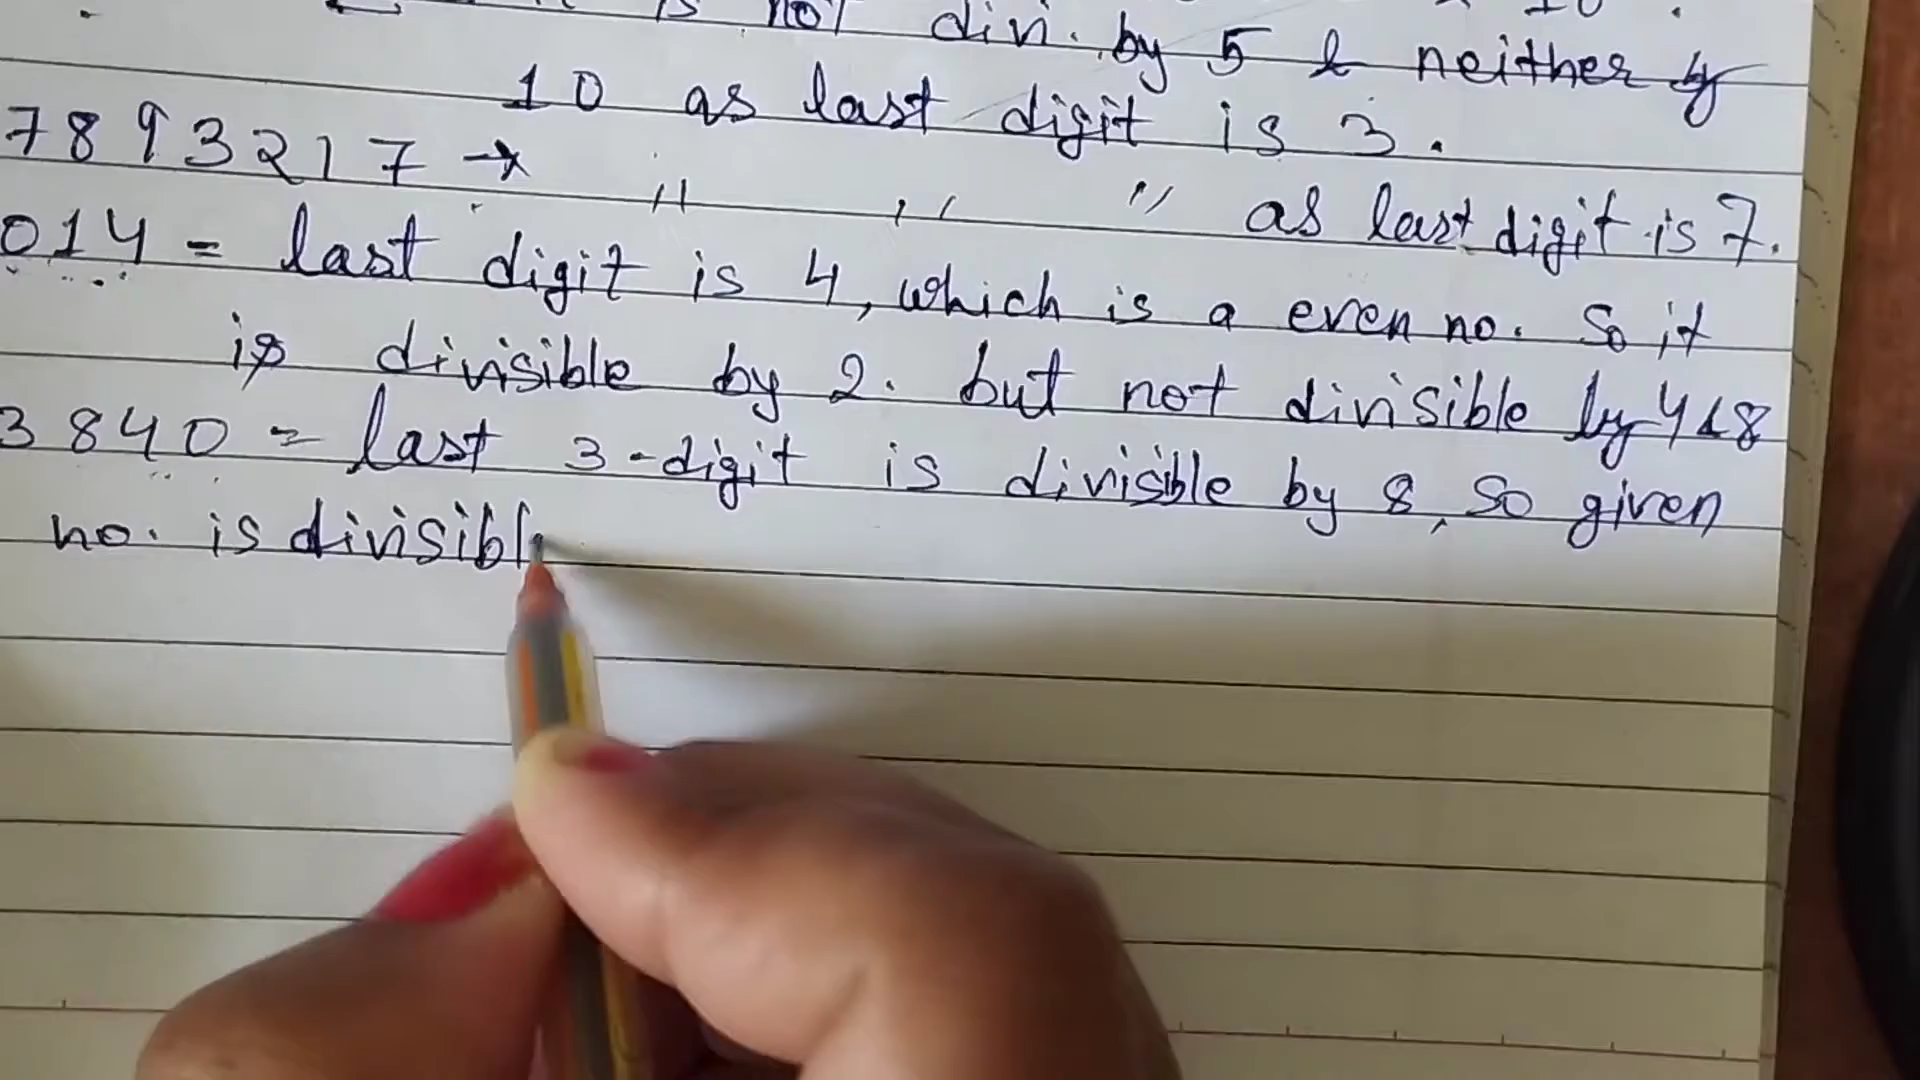 is not div. by 5 & neither by
10 as last digit is 3.
7893217 → " " " as last digit is 7.
014 = last digit is 4, which is a even no. So it
is divisible by 2. but not divisible by 4 & 8
3840 = last 3-digit is divisible by 8, So given
no. is divisibl